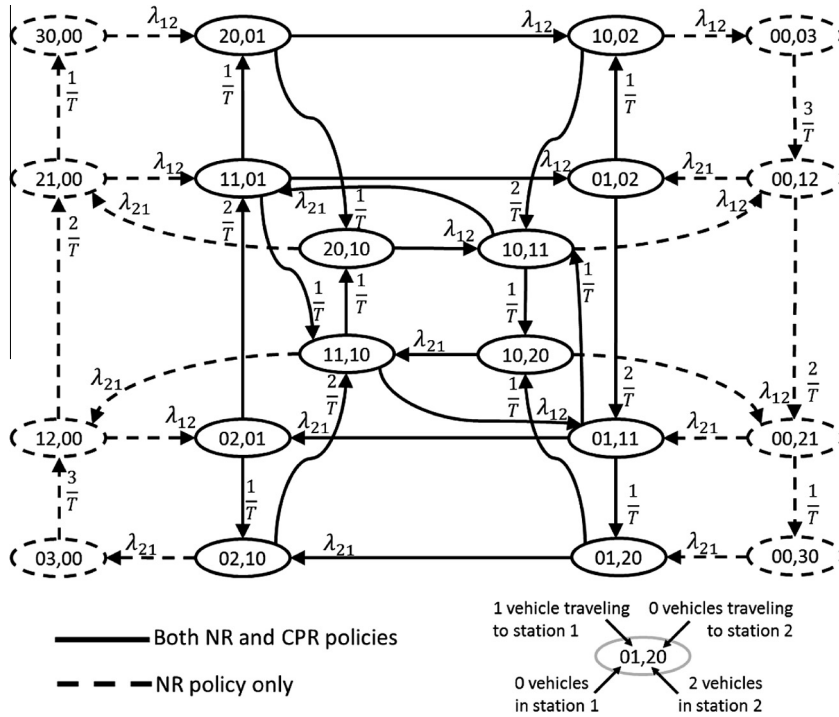 30,00 λ12 20,01 λ12 10,02 λ12 00,03
1/T 1/T 1/T 3/T
21,00 λ12 11,01 λ12 01,02 λ21 00,12
λ21 λ21 2/T 1/T 2/T λ12
2/T 20,10 λ12 10,11
1/T 1/T 1/T 1/T
11,10 λ21 10,20
λ21 2/T 1/T λ12 2/T λ12 2/T
12,00 λ12 02,01 λ21 01,11 λ21 00,21
3/T 1/T 1/T 1/T
03,00 λ21 02,10 λ21 01,20 λ21 00,30
Both NR and CPR policies
NR policy only
1 vehicle traveling
to station 1
0 vehicles traveling
to station 2
01,20
0 vehicles
in station 1
2 vehicles
in station 2